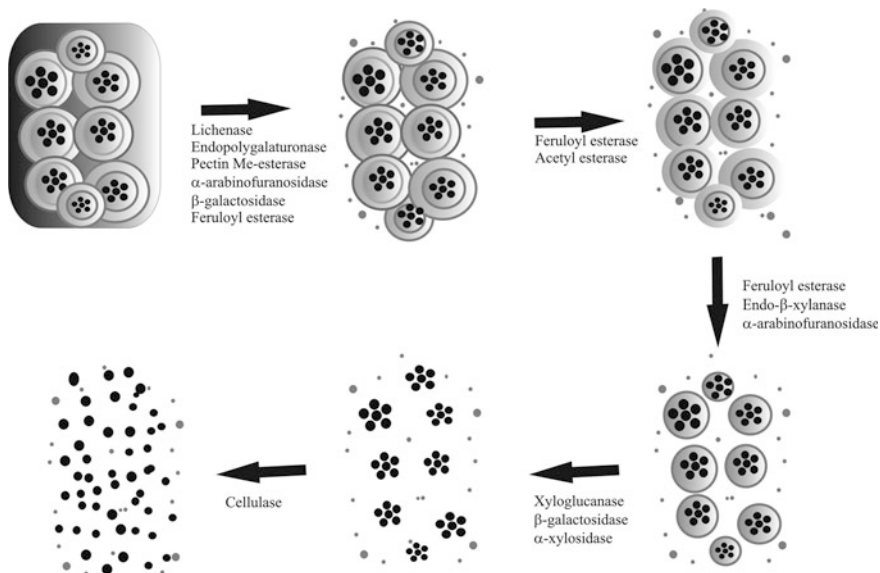 Lichenase
Endopolygalaturonase
Pectin Me-esterase
α-arabinofuranosidase
β-galactosidase
Feruloyl esterase
Feruloyl esterase
Acetyl esterase
Feruloyl esterase
Endo-β-xylanase
α-arabinofuranosidase
Xyloglucanase
β-galactosidase
α-xylosidase
Cellulase